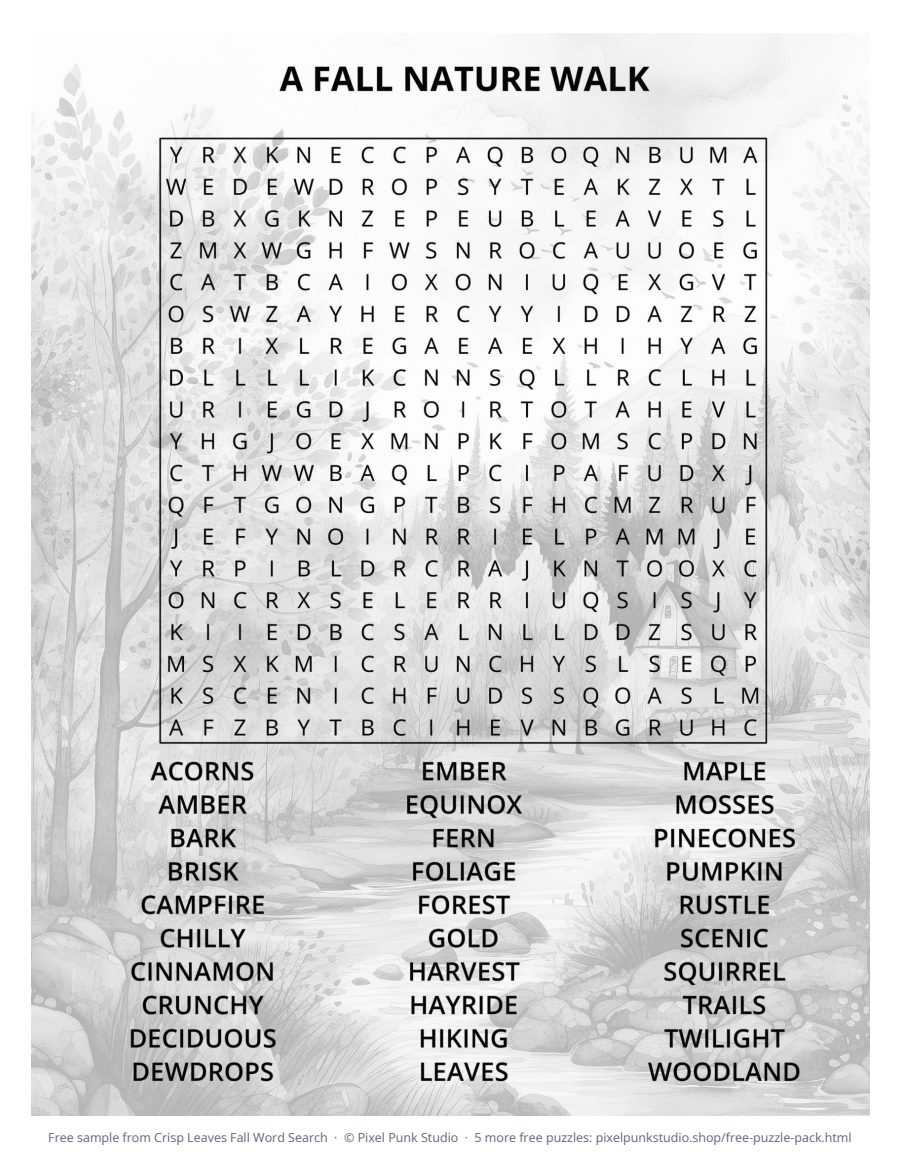 A FALL NATURE WALK
Y R X K N E C C P A Q B O Q N B U M A
W E D E W D R O P S Y T E A K Z X T L
D B X G K N Z E P E U B L E A V E S L
Z M X W G H F W S N R O C A U U O E G
C A T B C A I O X O N I U Q E X G V T
O S W Z A Y H E R C Y Y I D D A Z R Z
B R I X L R E G A E A E X H I H Y A G
D L L L L I K C N N S Q L L R C L H L
U R I E G D J R O I R T O T A H E V L
Y H G J O E X M N P K F O M S C P D N
C T H W W B A Q L P C I P A F U D X J
Q F T G O N G P T B S F H C M Z R U F
J E F Y N O I N R R I E L P A M M J E
Y R P I B L D R C R A J K N T O O X C
O N C R X S E L E R R I U Q S I S J Y
K I I E D B C S A L N L L D D Z S U R
M S X K M I C R U N C H Y S L S E Q P
K S C E N I C H F U D S S Q O A S L M
A F Z B Y T B C I H E V N B G R U H C
ACORNS EMBER MAPLE
AMBER EQUINOX MOSSES
BARK FERN PINECONES
BRISK FOLIAGE PUMPKIN
CAMPFIRE FOREST RUSTLE
CHILLY GOLD SCENIC
CINNAMON HARVEST SQUIRREL
CRUNCHY HAYRIDE TRAILS
DECIDUOUS HIKING TWILIGHT
DEWDROPS LEAVES WOODLAND
Free sample from Crisp Leaves Fall Word Search · © Pixel Punk Studio · 5 more free puzzles: pixelpunkstudio.shop/free-puzzle-pack.html